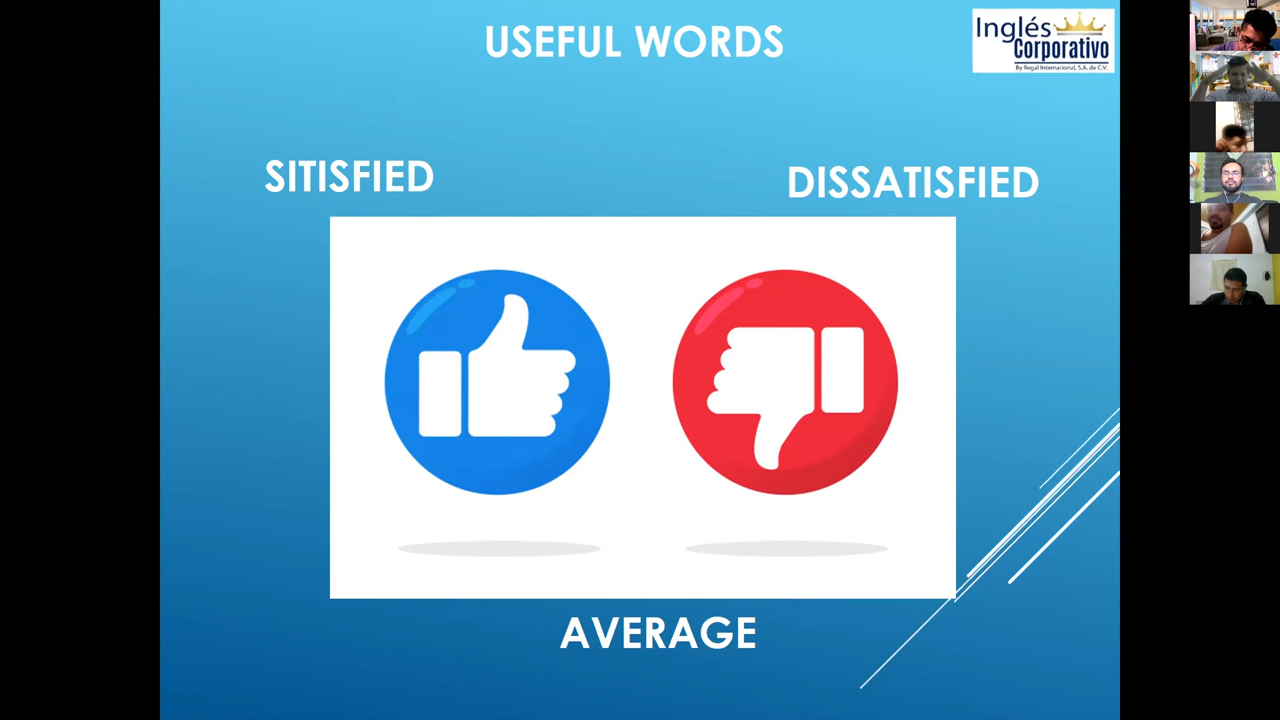 USEFUL WORDS
Inglés
Corporativo
By Regal International, S.A. de C.V.
SITISFIED
DISSATISFIED
AVERAGE